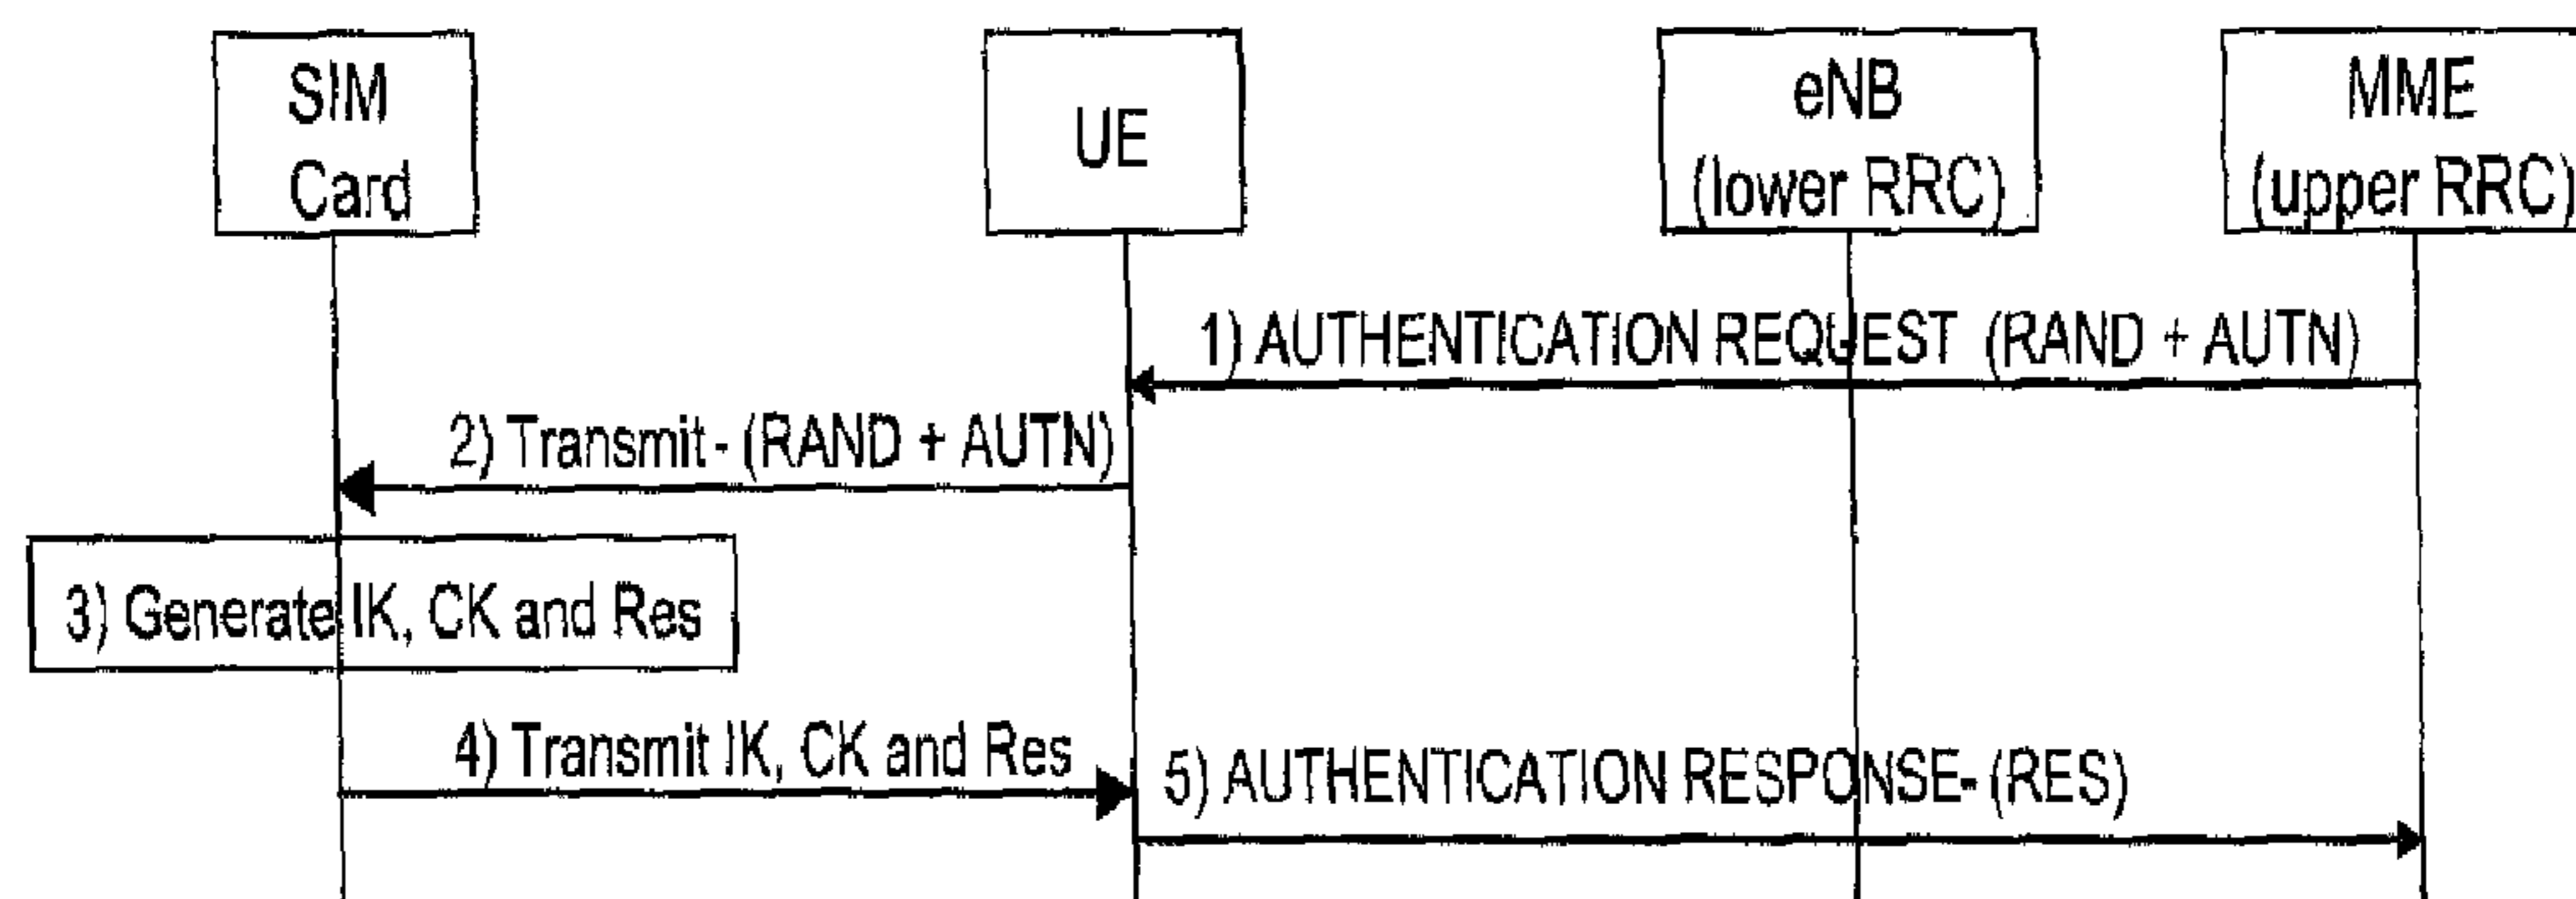 SIM
Card
UE
eNB
(lower RRC)
MME
(upper RRC)
1) AUTHENTICATION REQUEST (RAND + AUTN)
2) Transmit - (RAND + AUTN)
3) Generate IK, CK and Res
4) Transmit IK, CK and Res
5) AUTHENTICATION RESPONSE- (RES)